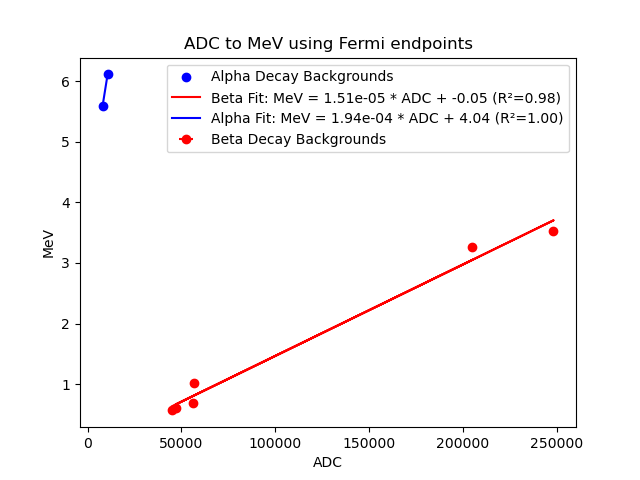 ADC to MeV using Fermi endpoints
Alpha Decay Backgrounds
Beta Fit: MeV = 1.51e-05 * ADC + -0.05 (R²=0.98)
Alpha Fit: MeV = 1.94e-04 * ADC + 4.04 (R²=1.00)
Beta Decay Backgrounds
6
5
4
3
2
1
MeV
0 50000 100000 150000 200000 250000
ADC